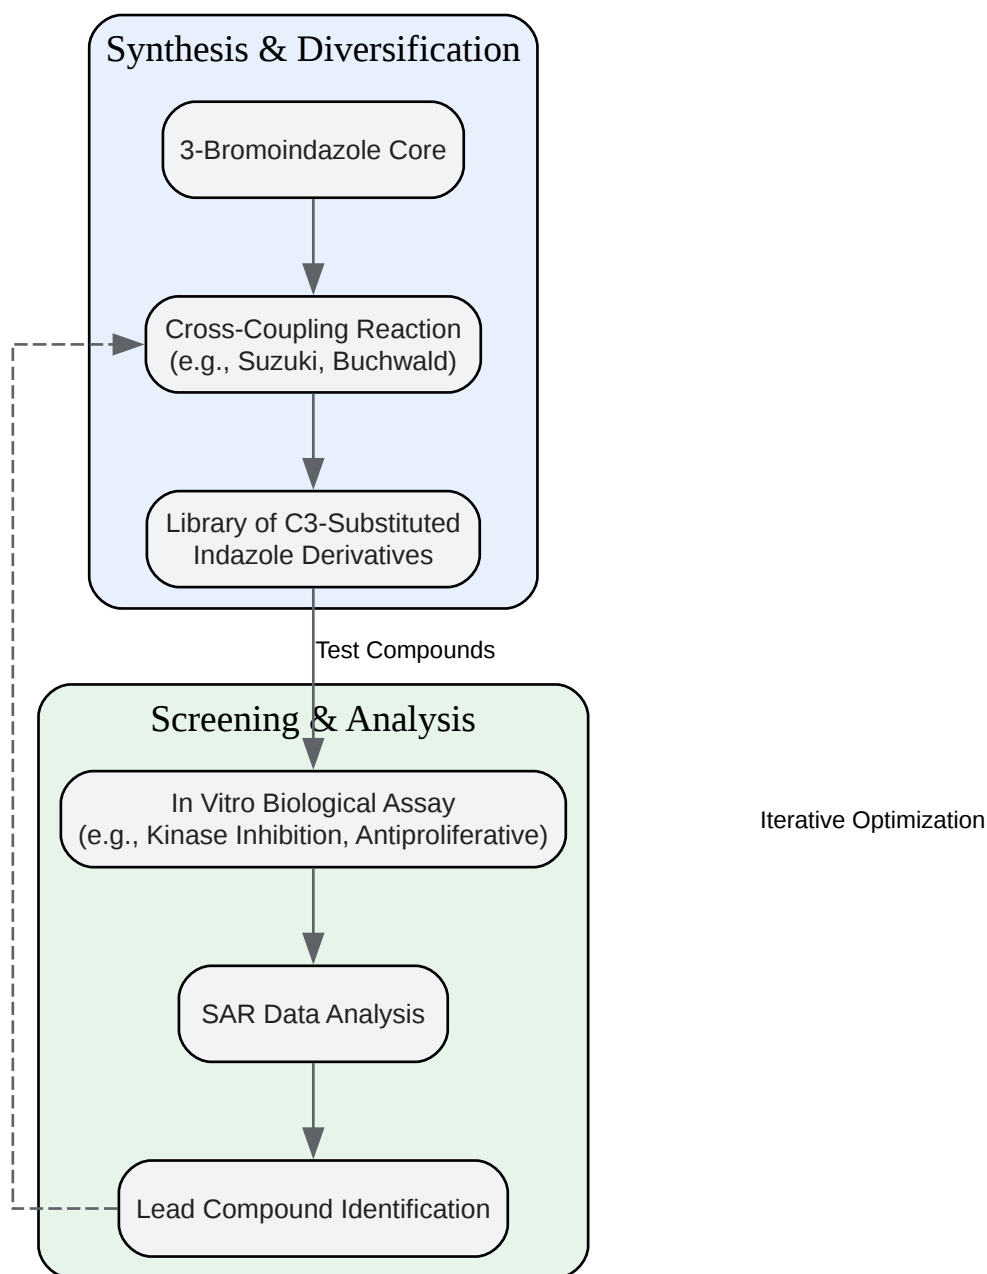 Synthesis & Diversification
3-Bromoindazole Core
Cross-Coupling Reaction
(e.g., Suzuki, Buchwald)
Library of C3-Substituted
Indazole Derivatives
Test Compounds
Screening & Analysis
In Vitro Biological Assay
(e.g., Kinase Inhibition, Antiproliferative)
Iterative Optimization
SAR Data Analysis
Lead Compound Identification